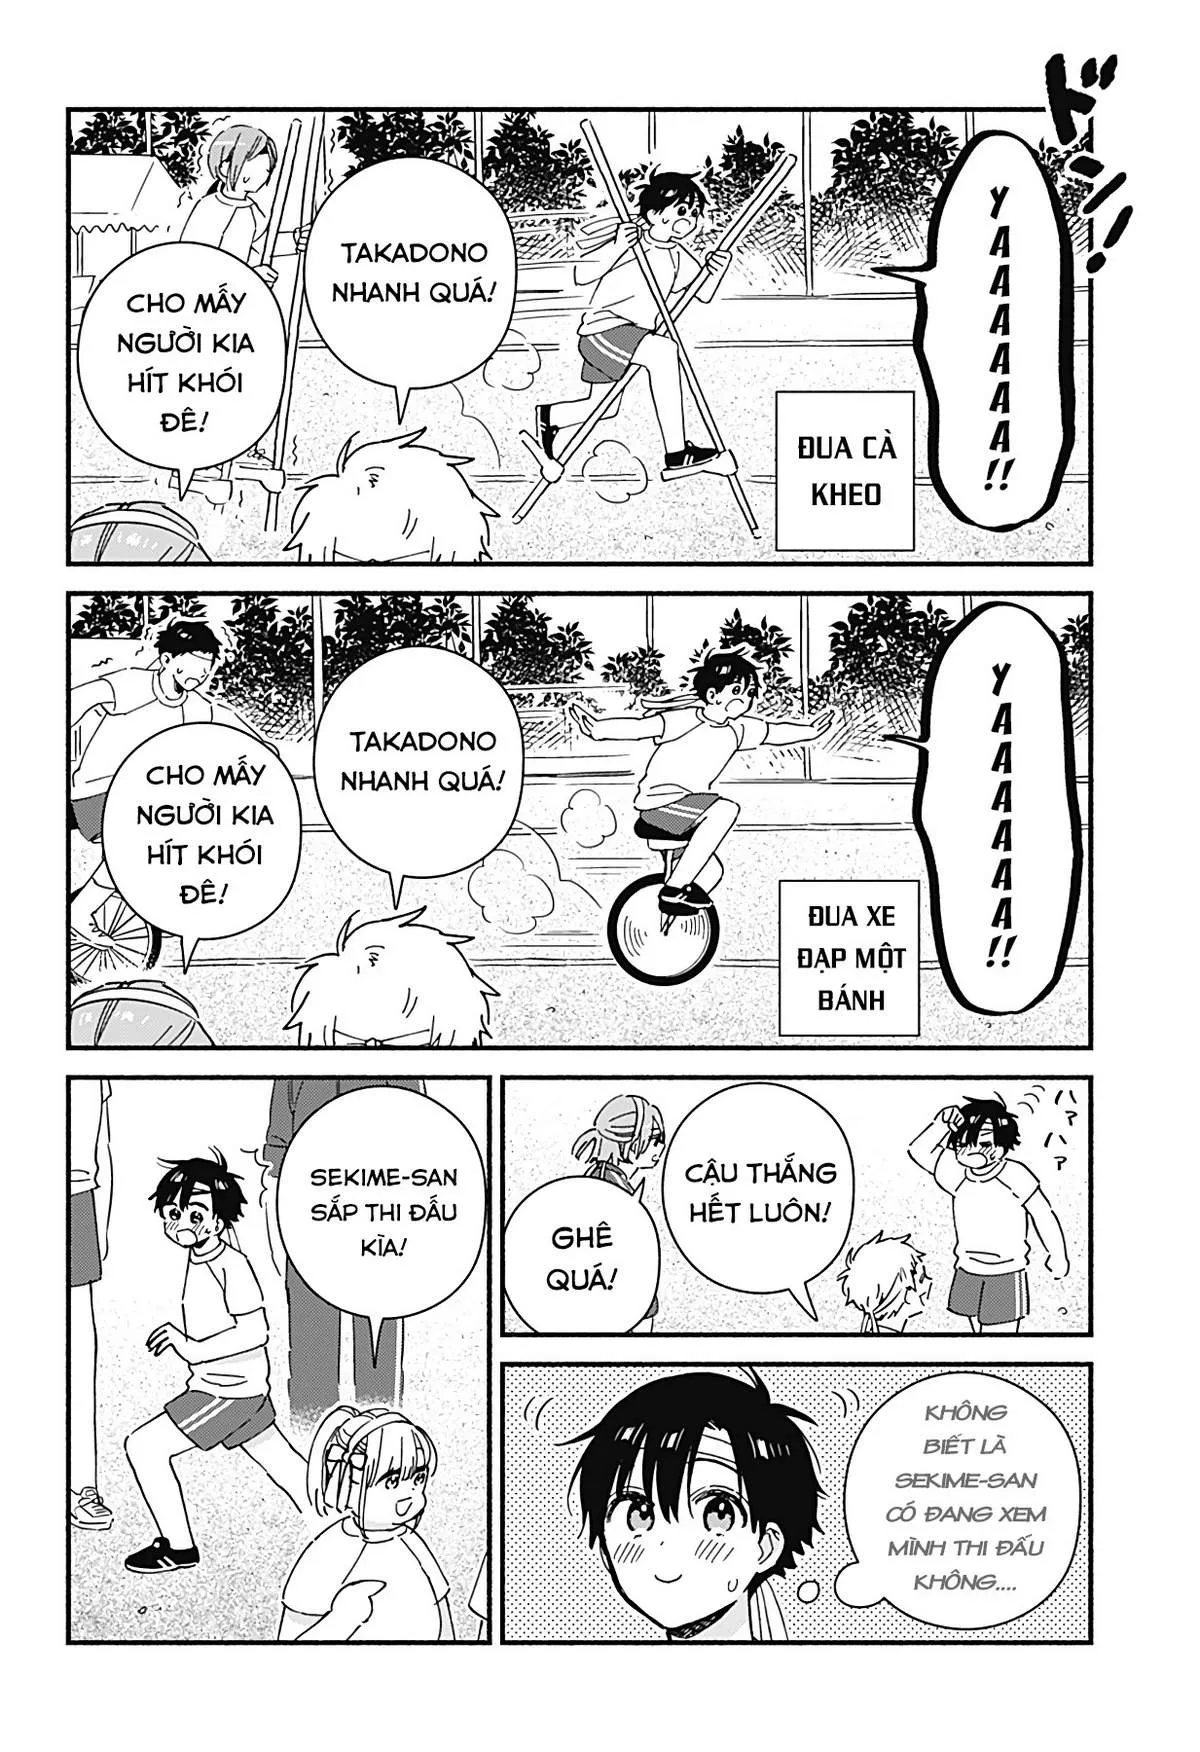 ドン!
YAAAAAA!!
ĐUA CÀ
KHEO
TAKADONO
NHANH QUÁ!
CHO MẤY
NGƯỜI KIA
HÍT KHÓI
ĐÊ!
YAAAAAA!!
ĐUA XE
ĐẠP MỘT
BÁNH
TAKADONO
NHANH QUÁ!
CHO MẤY
NGƯỜI KIA
HÍT KHÓI
ĐÊ!
ハァ
ハァ
CẬU THẮNG
HẾT LUÔN!
GHÊ
QUÁ!
KHÔNG
BIẾT LÀ
SEKIME-SAN
CÓ ĐANG XEM
MÌNH THI ĐẤU
KHÔNG....
SEKIME-SAN
SẮP THI ĐẤU
KÌA!